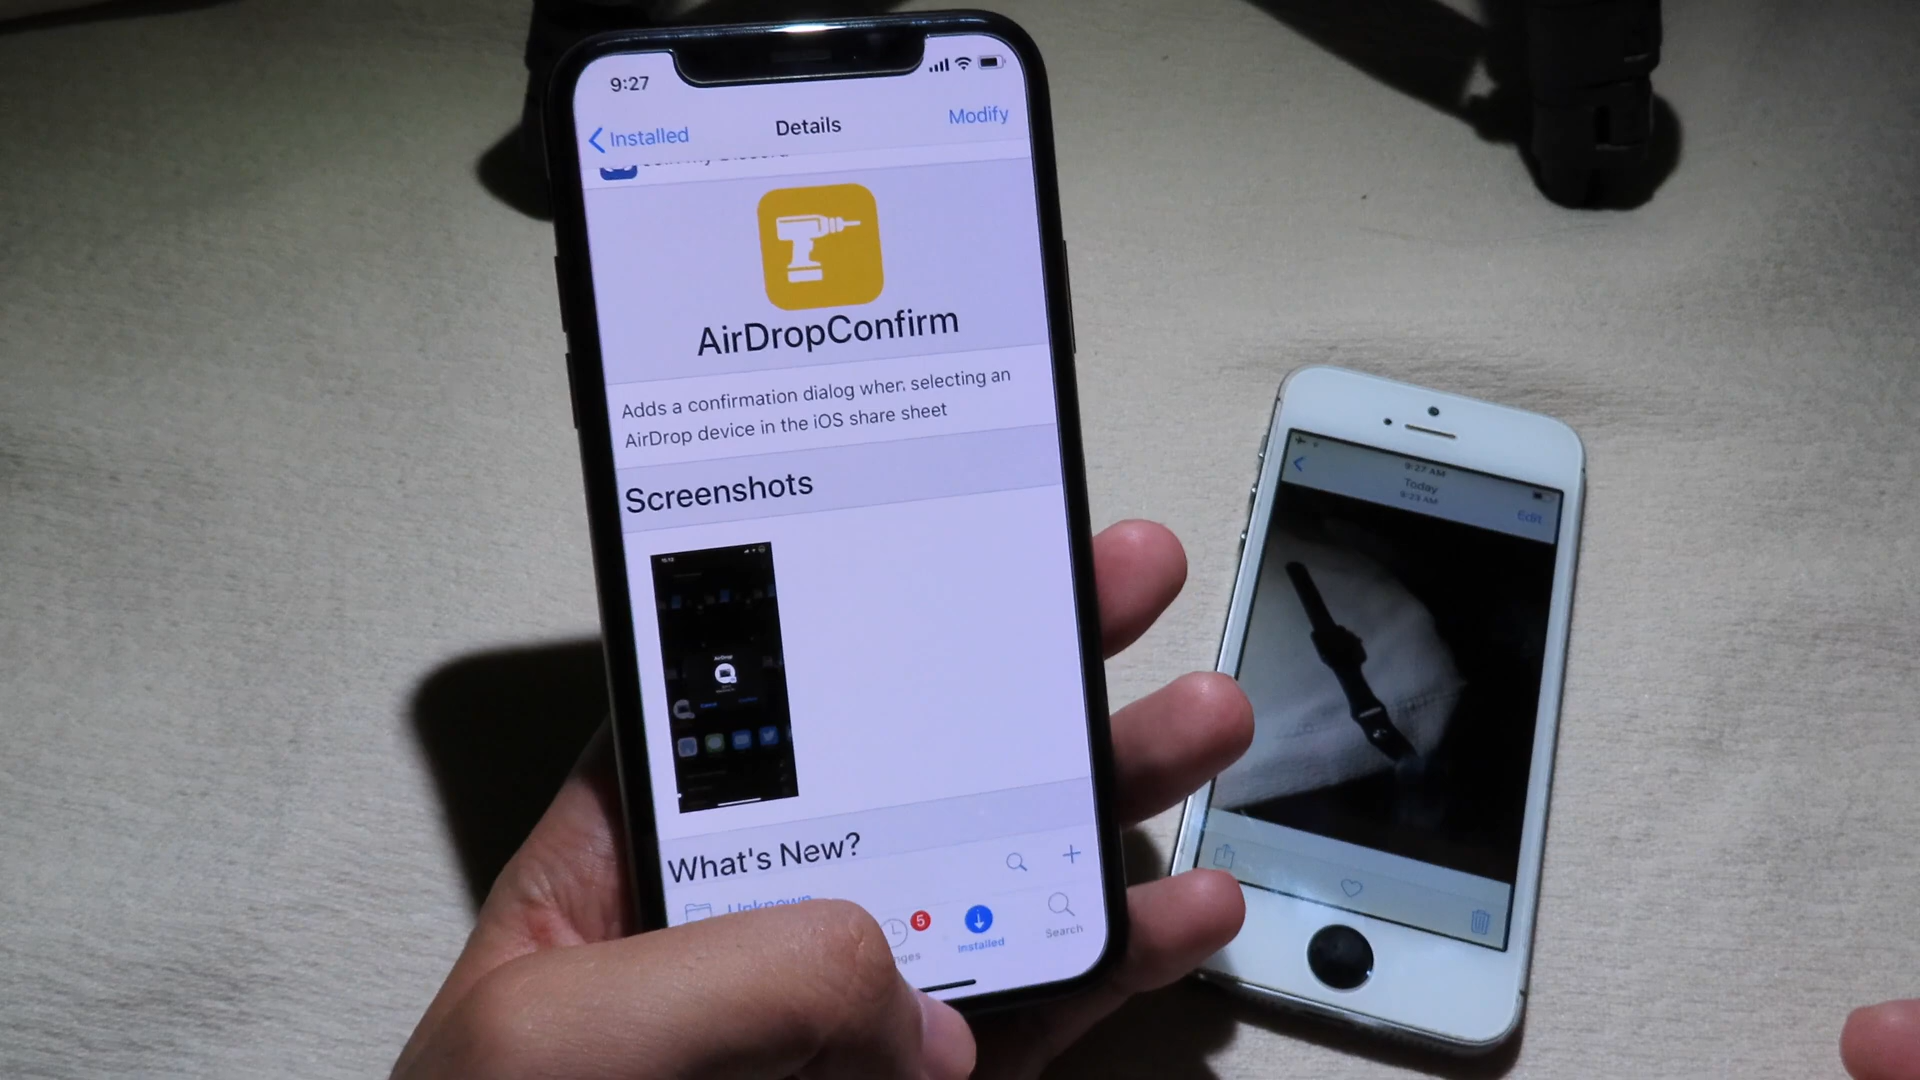 9:27
Installed
Details
Modify
AirDropConfirm
Adds a confirmation dialog when selecting an
AirDrop device in the iOS share sheet
Screenshots
What's New?
Unknown
5
nges
Installed
Search
9:27 AM
Today
9:23 AM
Edit